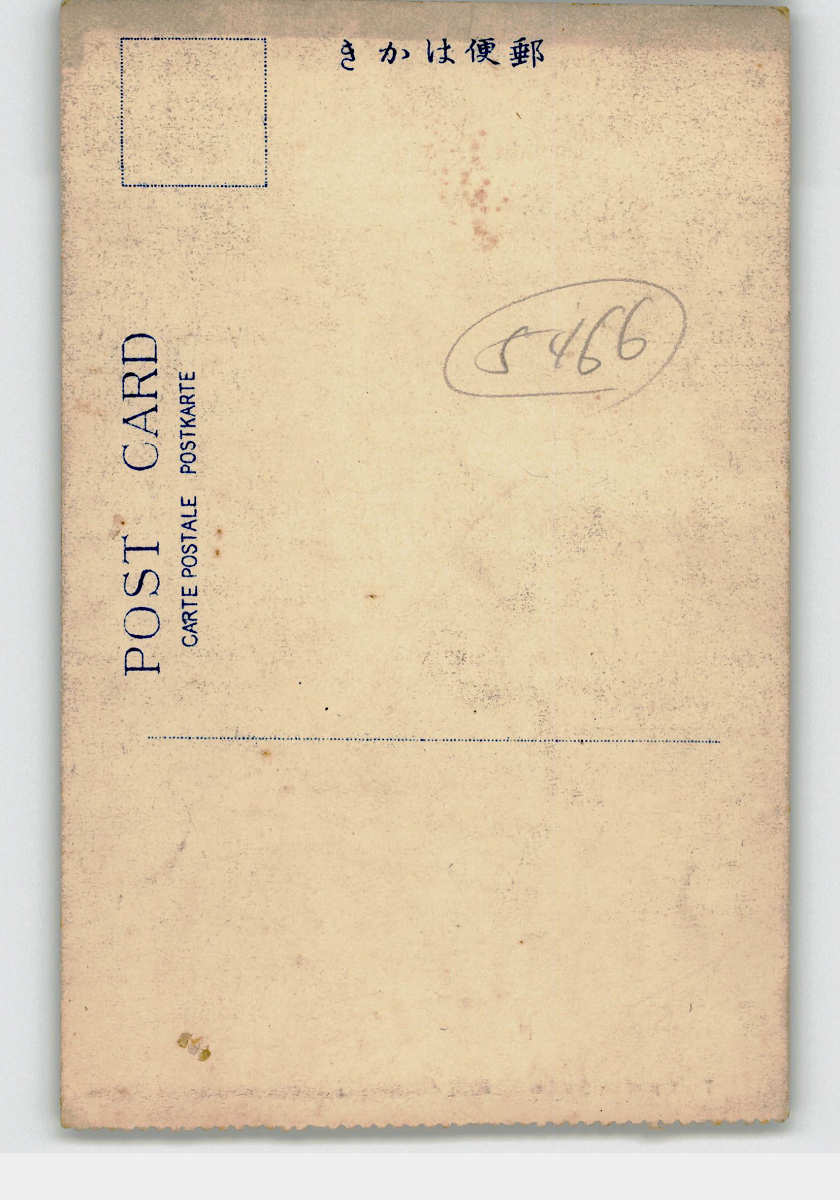 郵便はかき
POST CARD
CARTE POSTALE POSTKARTE
5466